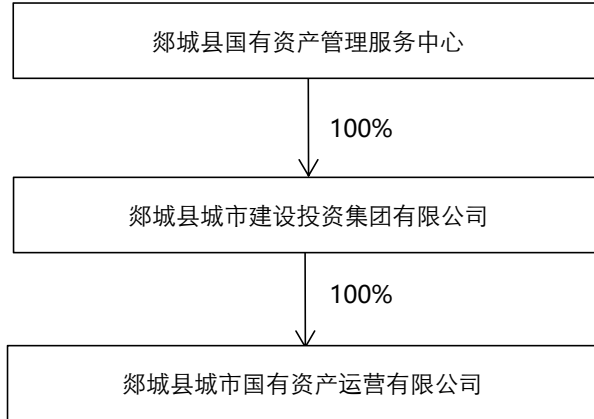 郯城县国有资产管理服务中心
100%
郯城县城市建设投资集团有限公司
100%
郯城县城市国有资产运营有限公司